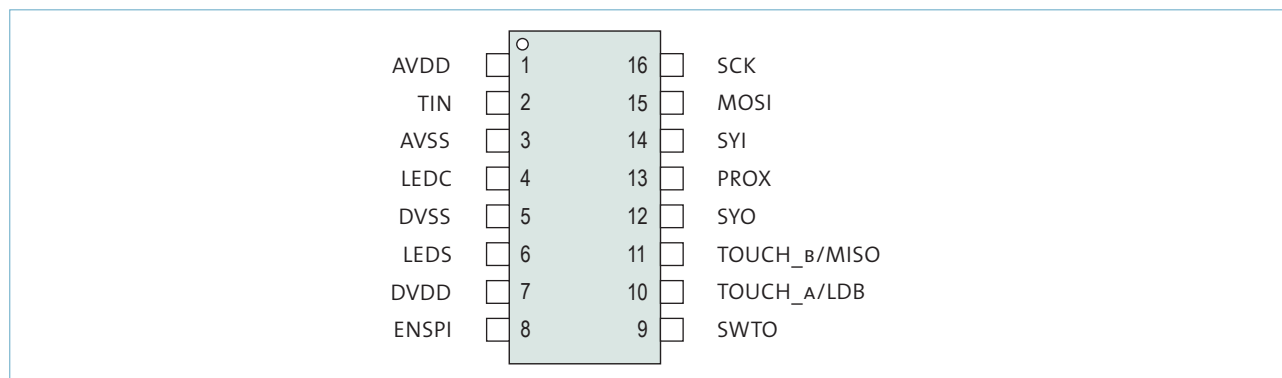 AVDD 1 16 SCK
TIN 2 15 MOSI
AVSS 3 14 SYI
LEDC 4 13 PROX
DVSS 5 12 SYO
LEDS 6 11 TOUCH_B/MISO
DVDD 7 10 TOUCH_A/LDB
ENSPI 8 9 SWTO